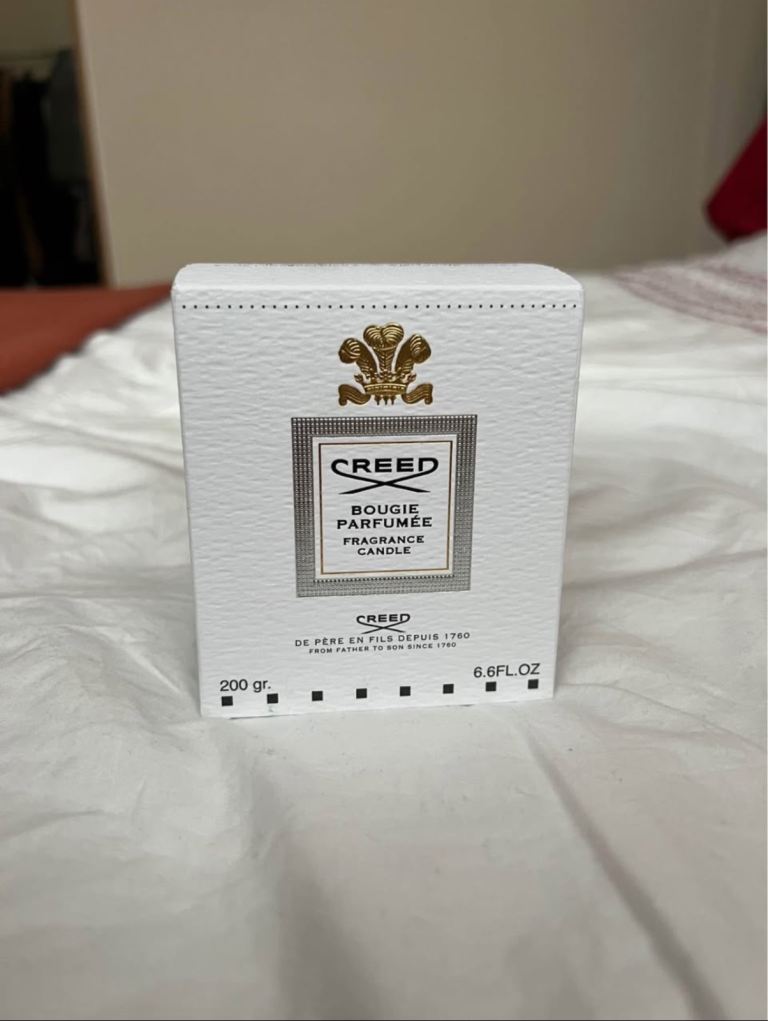 CREED
BOUGIE
PARFUMÉE
FRAGRANCE
CANDLE
CREED
DE PÈRE EN FILS DEPUIS 1760
FROM FATHER TO SON SINCE 1760
200 gr.
6.6FL.OZ